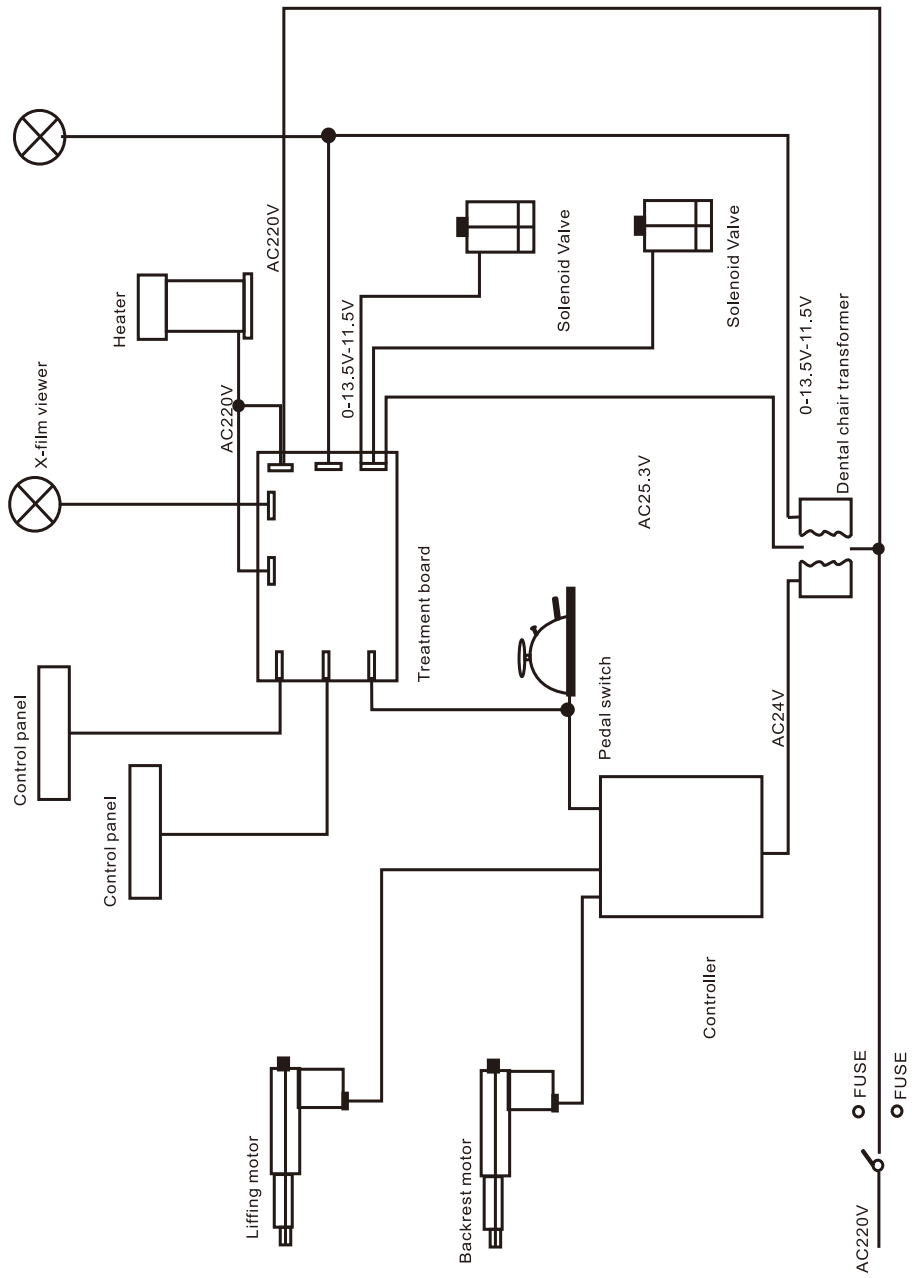 X-film viewer
Heater
AC220V
AC220V
0-13.5V-11.5V
Solenoid Valve
Solenoid Valve
0-13.5V-11.5V
Dental chair transformer
AC25.3V
Control panel
Control panel
Treatment board
Pedal switch
AC24V
Controller
Liffing motor
Backrest motor
FUSE
FUSE
AC220V